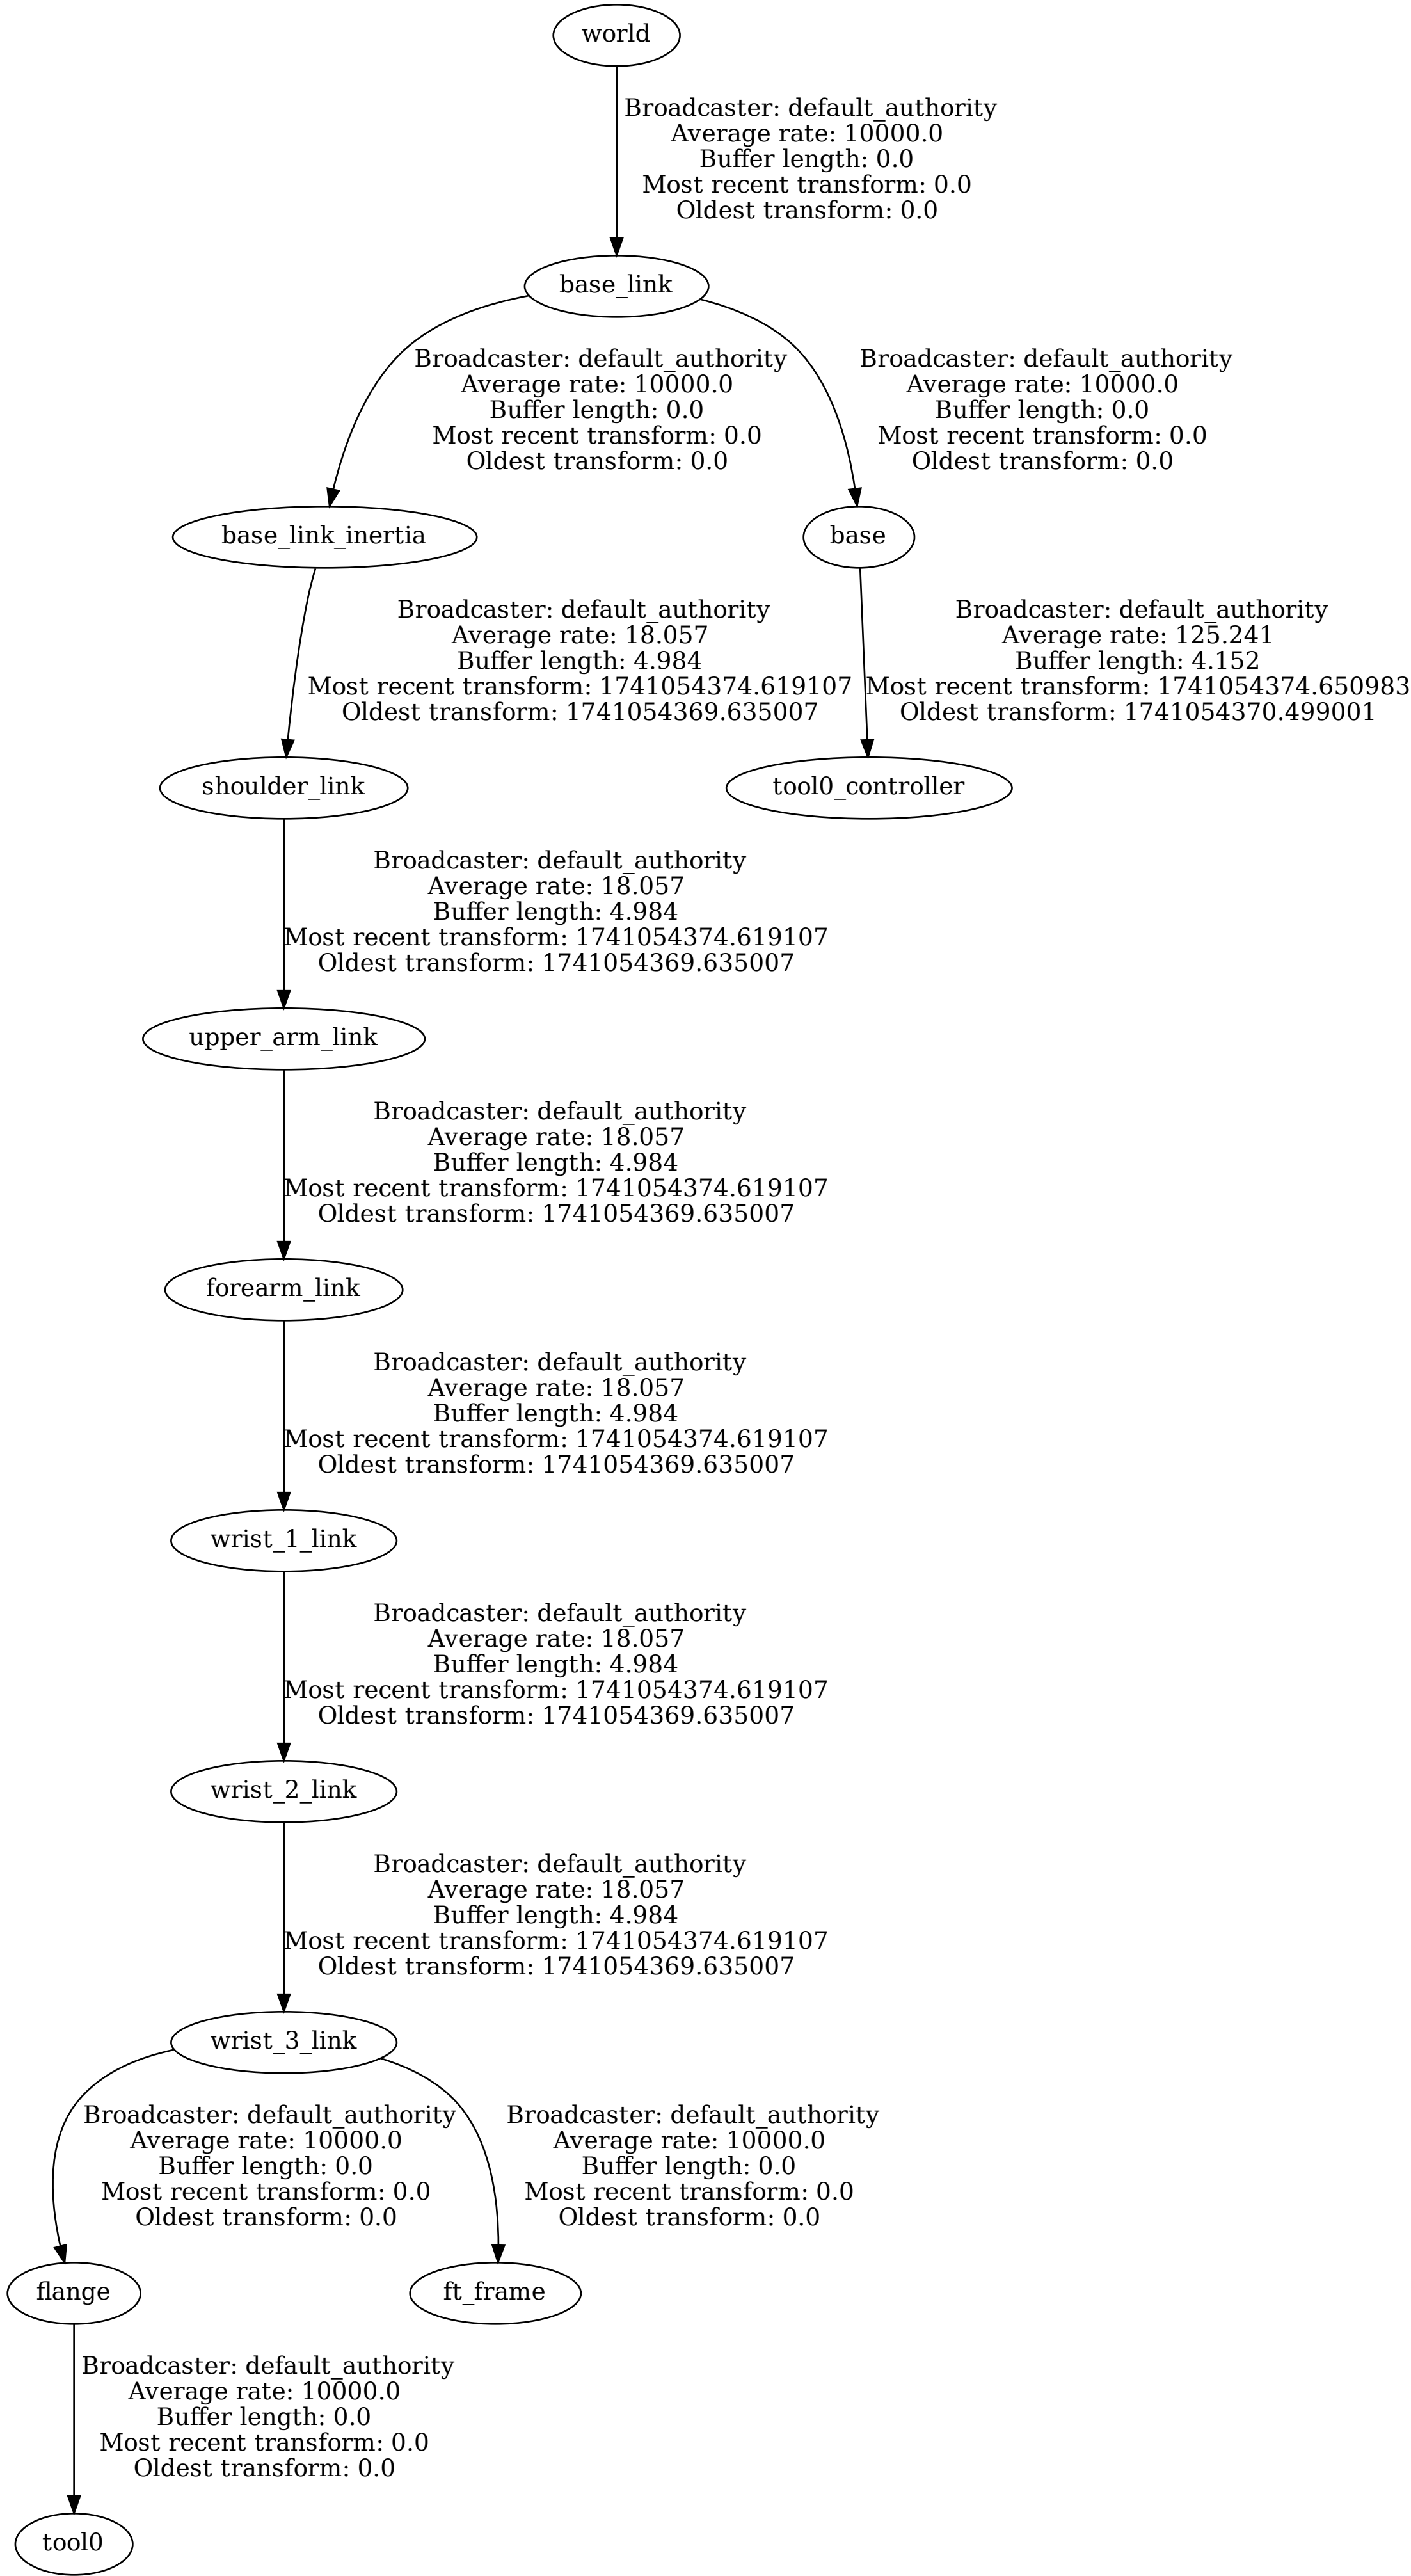 world
Broadcaster: default_authority
Average rate: 10000.0
Buffer length: 0.0
Most recent transform: 0.0
Oldest transform: 0.0
base_link
Broadcaster: default_authority
Average rate: 10000.0
Buffer length: 0.0
Most recent transform: 0.0
Oldest transform: 0.0
Broadcaster: default_authority
Average rate: 10000.0
Buffer length: 0.0
Most recent transform: 0.0
Oldest transform: 0.0
base_link_inertia
base
Broadcaster: default_authority
Average rate: 18.057
Buffer length: 4.984
Most recent transform: 1741054374.619107
Oldest transform: 1741054369.635007
Broadcaster: default_authority
Average rate: 125.241
Buffer length: 4.152
Most recent transform: 1741054374.650983
Oldest transform: 1741054370.499001
shoulder_link
tool0_controller
Broadcaster: default_authority
Average rate: 18.057
Buffer length: 4.984
Most recent transform: 1741054374.619107
Oldest transform: 1741054369.635007
upper_arm_link
Broadcaster: default_authority
Average rate: 18.057
Buffer length: 4.984
Most recent transform: 1741054374.619107
Oldest transform: 1741054369.635007
forearm_link
Broadcaster: default_authority
Average rate: 18.057
Buffer length: 4.984
Most recent transform: 1741054374.619107
Oldest transform: 1741054369.635007
wrist_1_link
Broadcaster: default_authority
Average rate: 18.057
Buffer length: 4.984
Most recent transform: 1741054374.619107
Oldest transform: 1741054369.635007
wrist_2_link
Broadcaster: default_authority
Average rate: 18.057
Buffer length: 4.984
Most recent transform: 1741054374.619107
Oldest transform: 1741054369.635007
wrist_3_link
Broadcaster: default_authority
Average rate: 10000.0
Buffer length: 0.0
Most recent transform: 0.0
Oldest transform: 0.0
Broadcaster: default_authority
Average rate: 10000.0
Buffer length: 0.0
Most recent transform: 0.0
Oldest transform: 0.0
flange
ft_frame
Broadcaster: default_authority
Average rate: 10000.0
Buffer length: 0.0
Most recent transform: 0.0
Oldest transform: 0.0
tool0